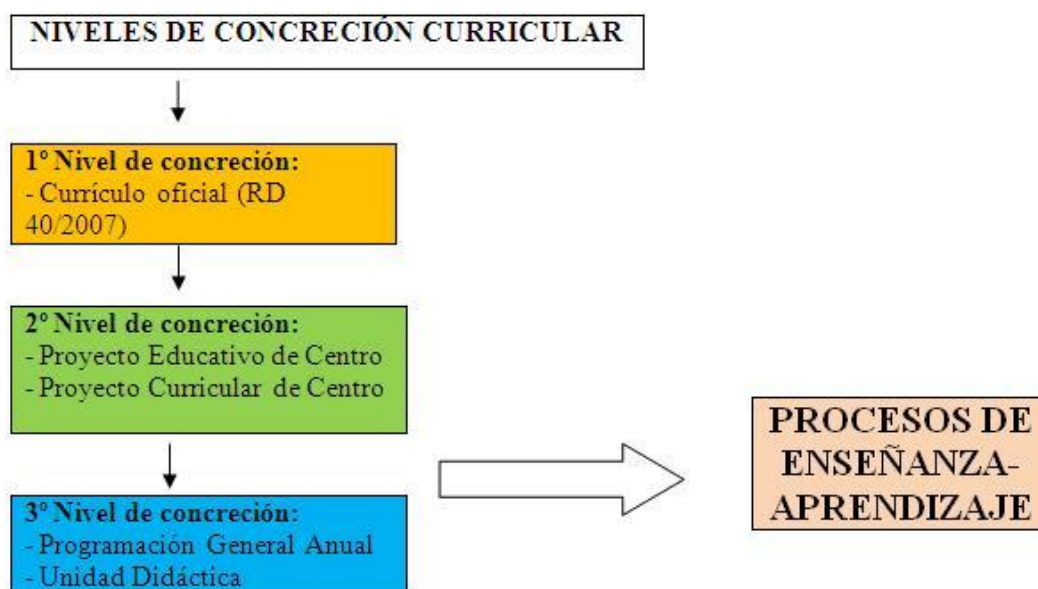 NIVELES DE CONCRECIÓN CURRICULAR
1º Nivel de concreción:
- Currículo oficial (RD
40/2007)
2º Nivel de concreción:
- Proyecto Educativo de Centro
- Proyecto Curricular de Centro
3º Nivel de concreción:
- Programación General Anual
- Unidad Didáctica
PROCESOS DE
ENSEÑANZA-
APRENDIZAJE